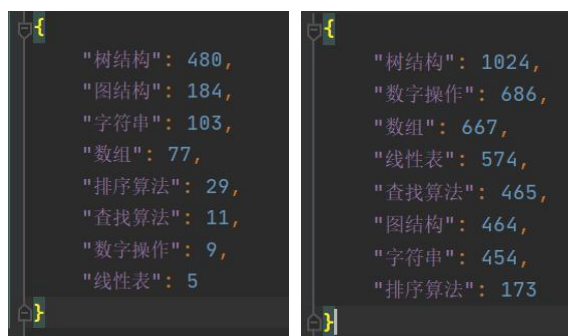 {
"树结构": 480,
"图结构": 184,
"字符串": 103,
"数组": 77,
"排序算法": 29,
"查找算法": 11,
"数字操作": 9,
"线性表": 5
}
{
"树结构": 1024,
"数字操作": 686,
"数组": 667,
"线性表": 574,
"查找算法": 465,
"图结构": 464,
"字符串": 454,
"排序算法": 173
}